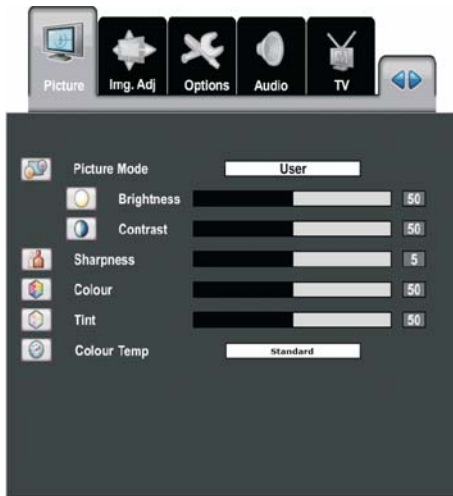 Picture Img. Adj Options Audio TV
Picture Mode User
Brightness 50
Contrast 50
Sharpness 5
Colour 50
Tint 50
Colour Temp Standard